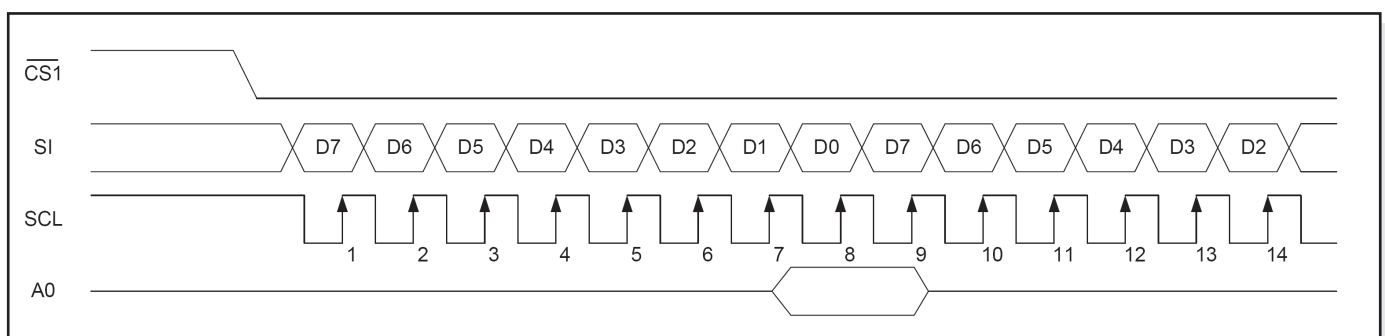 CS1
SI D7 D6 D5 D4 D3 D2 D1 D0 D7 D6 D5 D4 D3 D2
SCL
1 2 3 4 5 6 7 8 9 10 11 12 13 14
A0